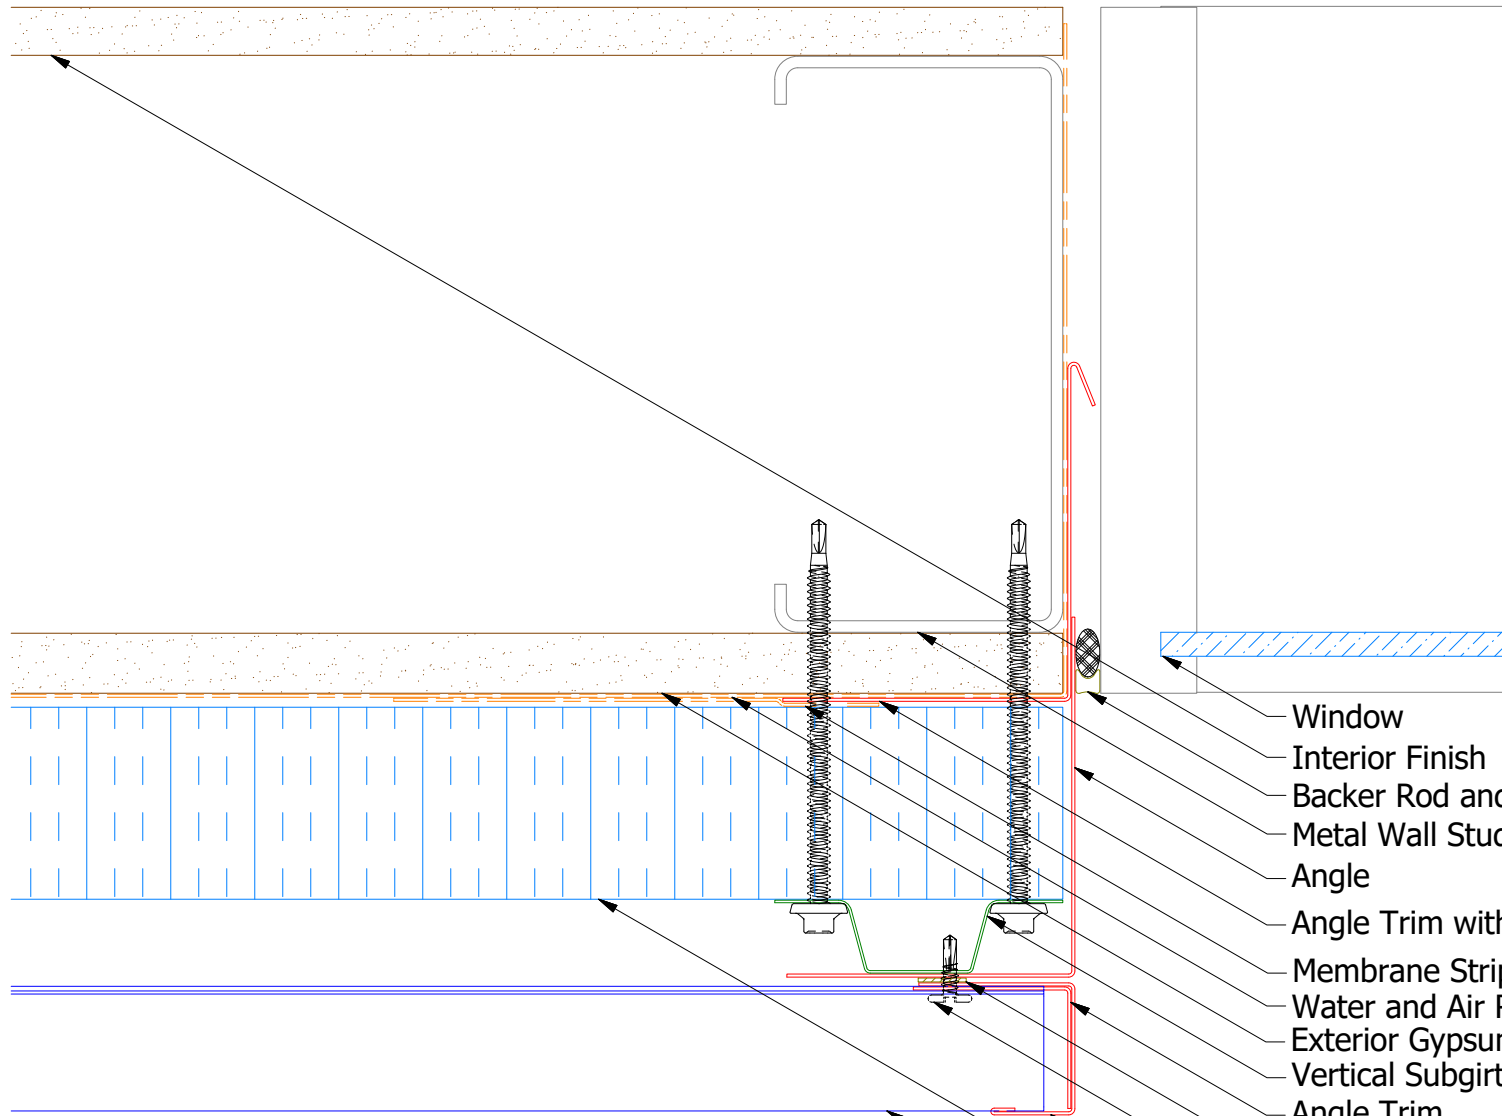 Window
Interior Finish
Backer Rod and
Metal Wall Stud
Angle
Angle Trim with
Membrane Strip
Water and Air
Exterior Gypsum
Vertical Subgirt
Angle Trim